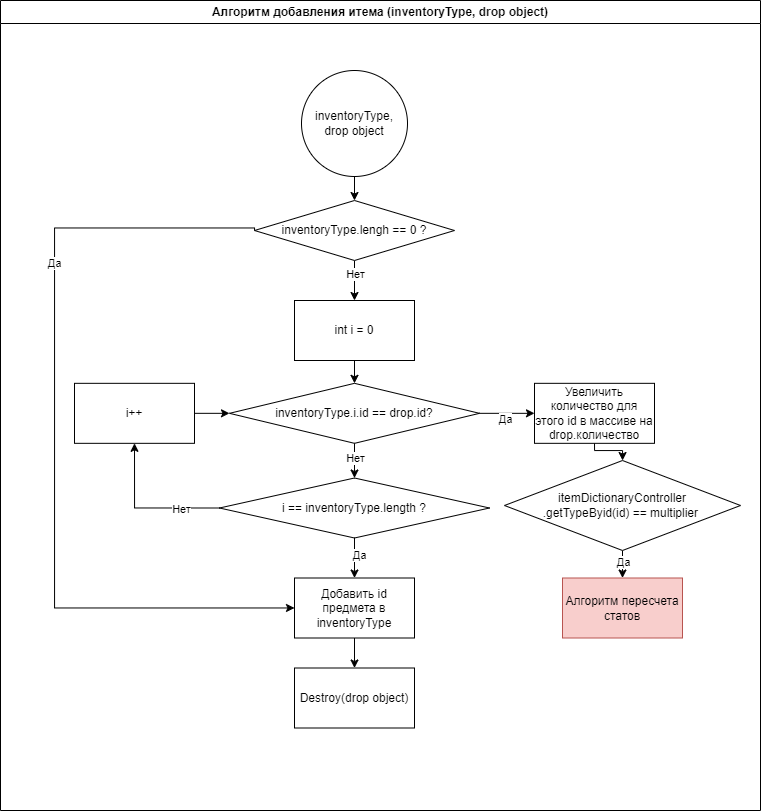 Алгоритм добавления итема (inventoryType, drop object)
inventoryType,
drop object
inventoryType.lengh == 0 ?
Да
Нет
int i = 0
i++
inventoryType.i.id == drop.id?
Да
Увеличить
количество для
этого id в массиве на
drop.количество
Нет
i == inventoryType.length ?
Нет
itemDictionaryController
.getTypeByid(id) == multiplier
Да
Да
Добавить id
предмета в
inventoryType
Алгоритм пересчета
статов
Destroy(drop object)